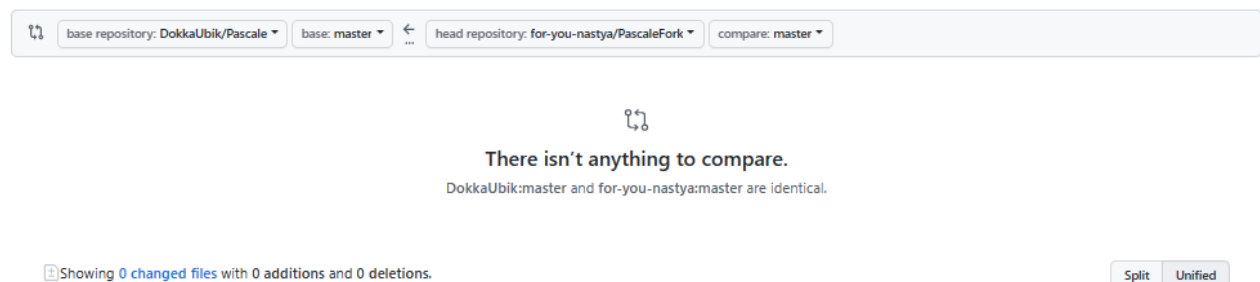 base repository: DokkaUbik/Pascale base: master ... head repository: for-you-nastya/PascaleFork compare: master
There isn't anything to compare.
DokkaUbik:master and for-you-nastya:master are identical.
Showing 0 changed files with 0 additions and 0 deletions.
Split Unified